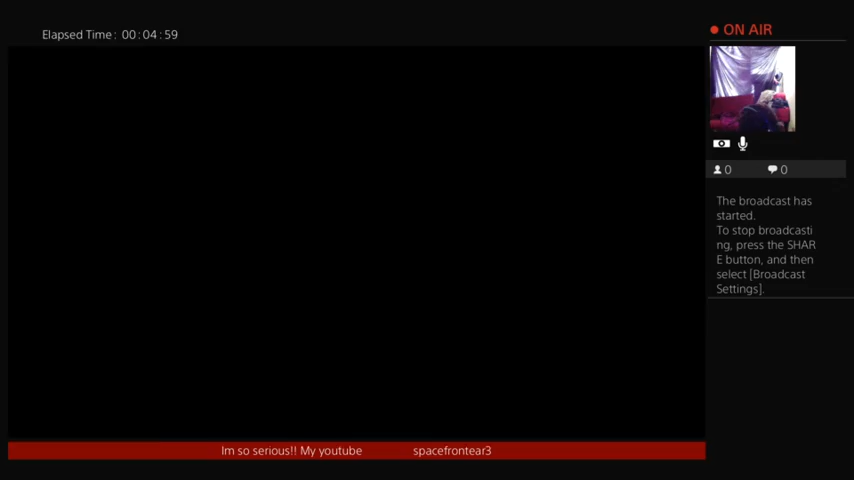 Elapsed Time: 00:04:59
ON AIR
0 0
The broadcast has
started.
To stop broadcasti
ng, press the SHAR
E button, and then
select [Broadcast
Settings].
Im so serious!! My youtube spacefrontear3